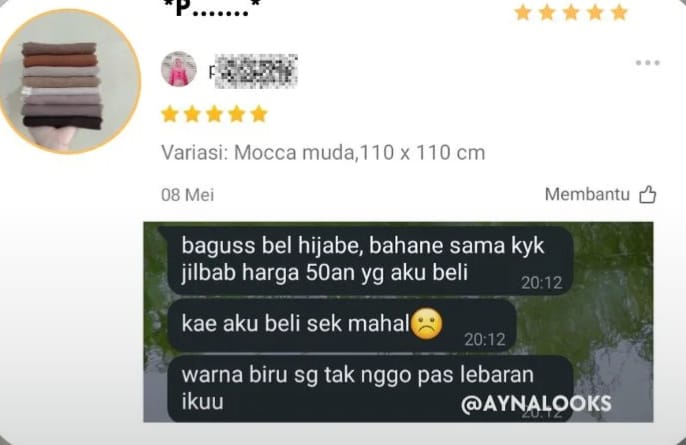 *P.......*
Variasi: Mocca muda,110 x 110 cm
08 Mei
Membantu
baguss bel hijabe, bahane sama kyk
jilbab harga 50an yg aku beli
20:12
kae aku beli sek mahal☹️
20:12
warna biru sg tak nggo pas lebaran
ikuu
@AYNALOOKS
20:12